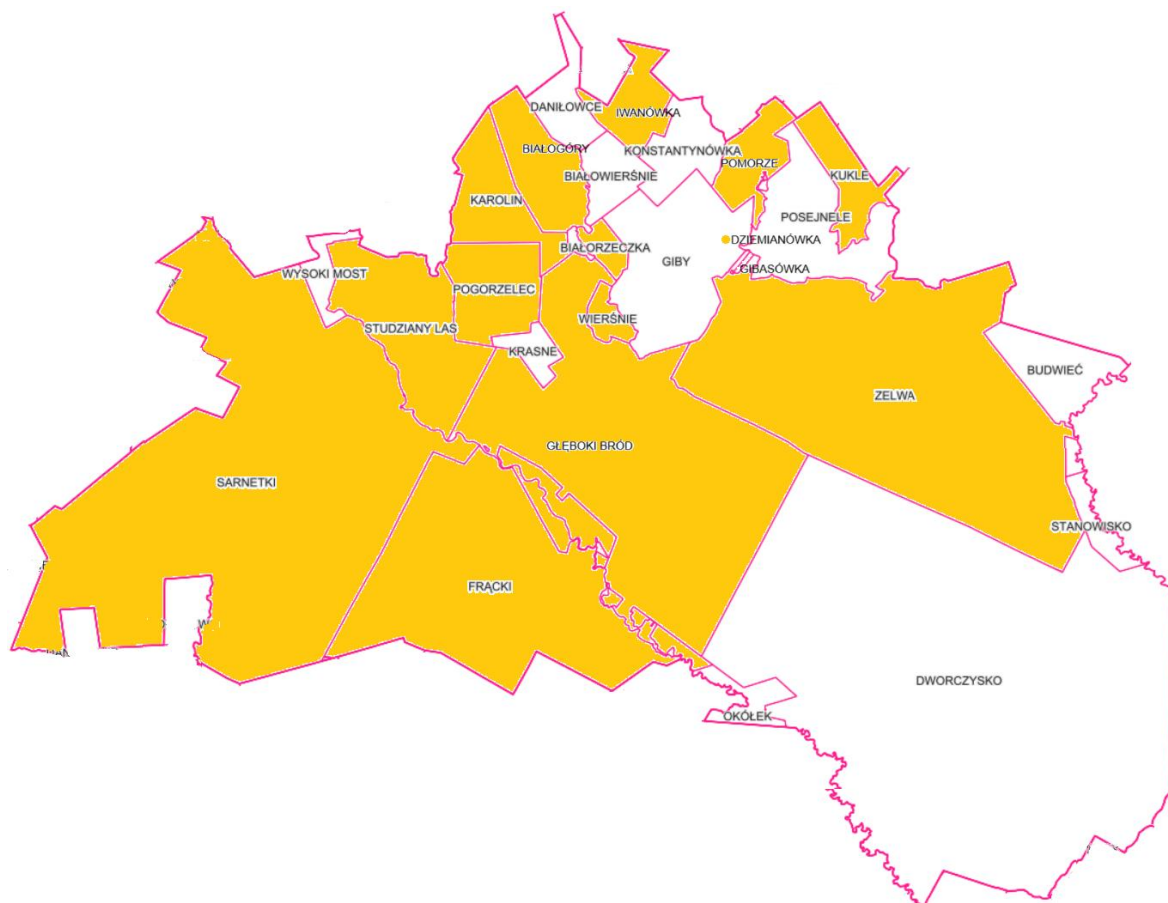 DANIŁOWCE
IWANÓWKA
BIAŁOGÓRY
KONSTANTYNÓWKA
POMORZE
BIAŁOWIERŚNIE
KUKLE
KAROLIN
POSEJNELE
DZIEMIANÓWKA
BIAŁORZECZKA
GIBY
GIBASÓWKA
WYSOKI MOST
POGORZELEC
WIERŚNIE
STUDZIANY LAS
KRASNE
BUDWIEĆ
ZELWA
GŁĘBOKI BRÓD
SARNETKI
STANOWISKO
FRĄCKI
DWORCZYSKO
OKÓŁEK